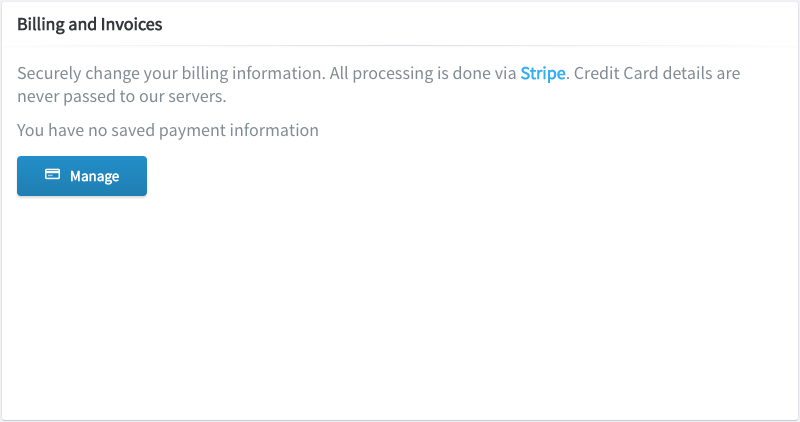 Billing and Invoices
Securely change your billing information. All processing is done via Stripe. Credit Card details are
never passed to our servers.
You have no saved payment information
Manage